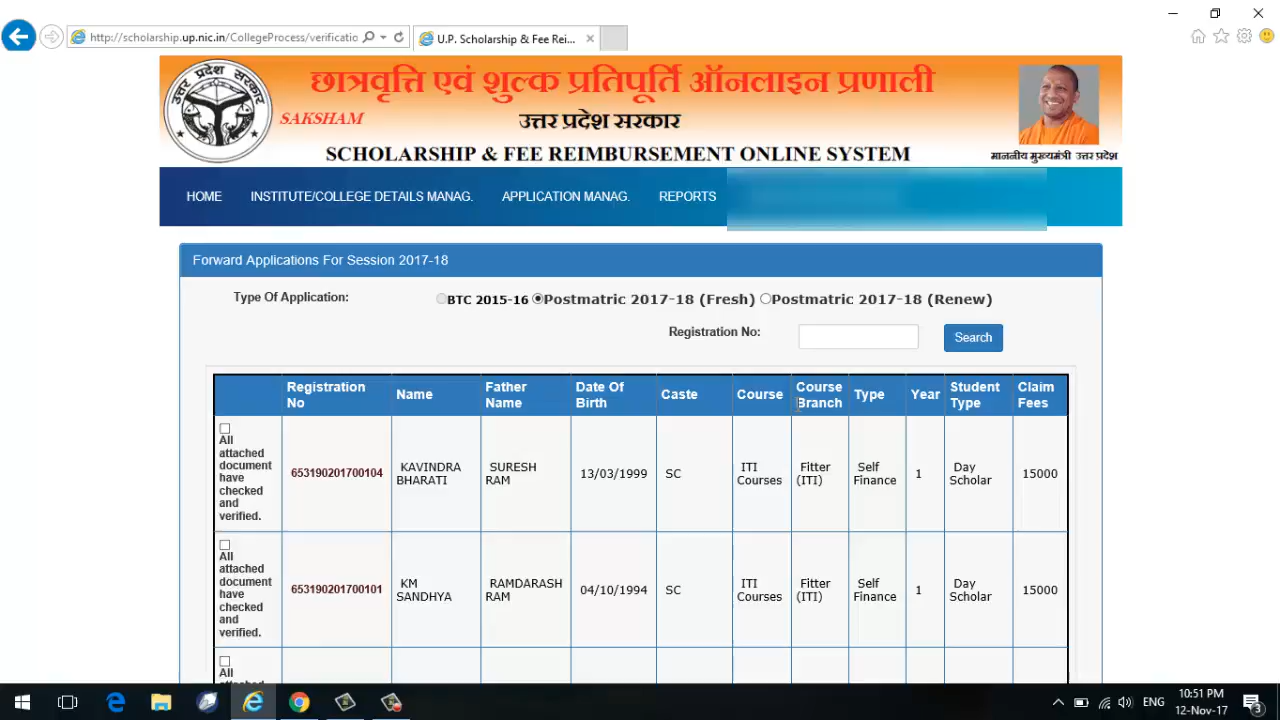 http://scholarship.up.nic.in/CollegeProcess/verificatio
U.P. Scholarship & Fee Rei...
उत्तर प्रदेश सरकार
छात्रवृत्ति एवं शुल्क प्रतिपूर्ति ऑनलाइन प्रणाली
SAKSHAM
उत्तर प्रदेश सरकार
SCHOLARSHIP & FEE REIMBURSEMENT ONLINE SYSTEM
माननीय मुख्यमंत्री उत्तर प्रदेश
HOME INSTITUTE/COLLEGE DETAILS MANAG. APPLICATION MANAG. REPORTS
Forward Applications For Session 2017-18
Type Of Application: BTC 2015-16 Postmatric 2017-18 (Fresh) Postmatric 2017-18 (Renew)
Registration No: Search
Registration No Name Father Name Date Of Birth Caste Course Course Branch Type Year Student Type Claim Fees
All attached document have checked and verified. 653190201700104 KAVINDRA BHARATI SURESH RAM 13/03/1999 SC ITI Courses Fitter (ITI) Self Finance 1 Day Scholar 15000
All attached document have checked and verified. 653190201700101 KM SANDHYA RAMDARASH RAM 04/10/1994 SC ITI Courses Fitter (ITI) Self Finance 1 Day Scholar 15000
All
ENG
10:51 PM
12-Nov-17
3